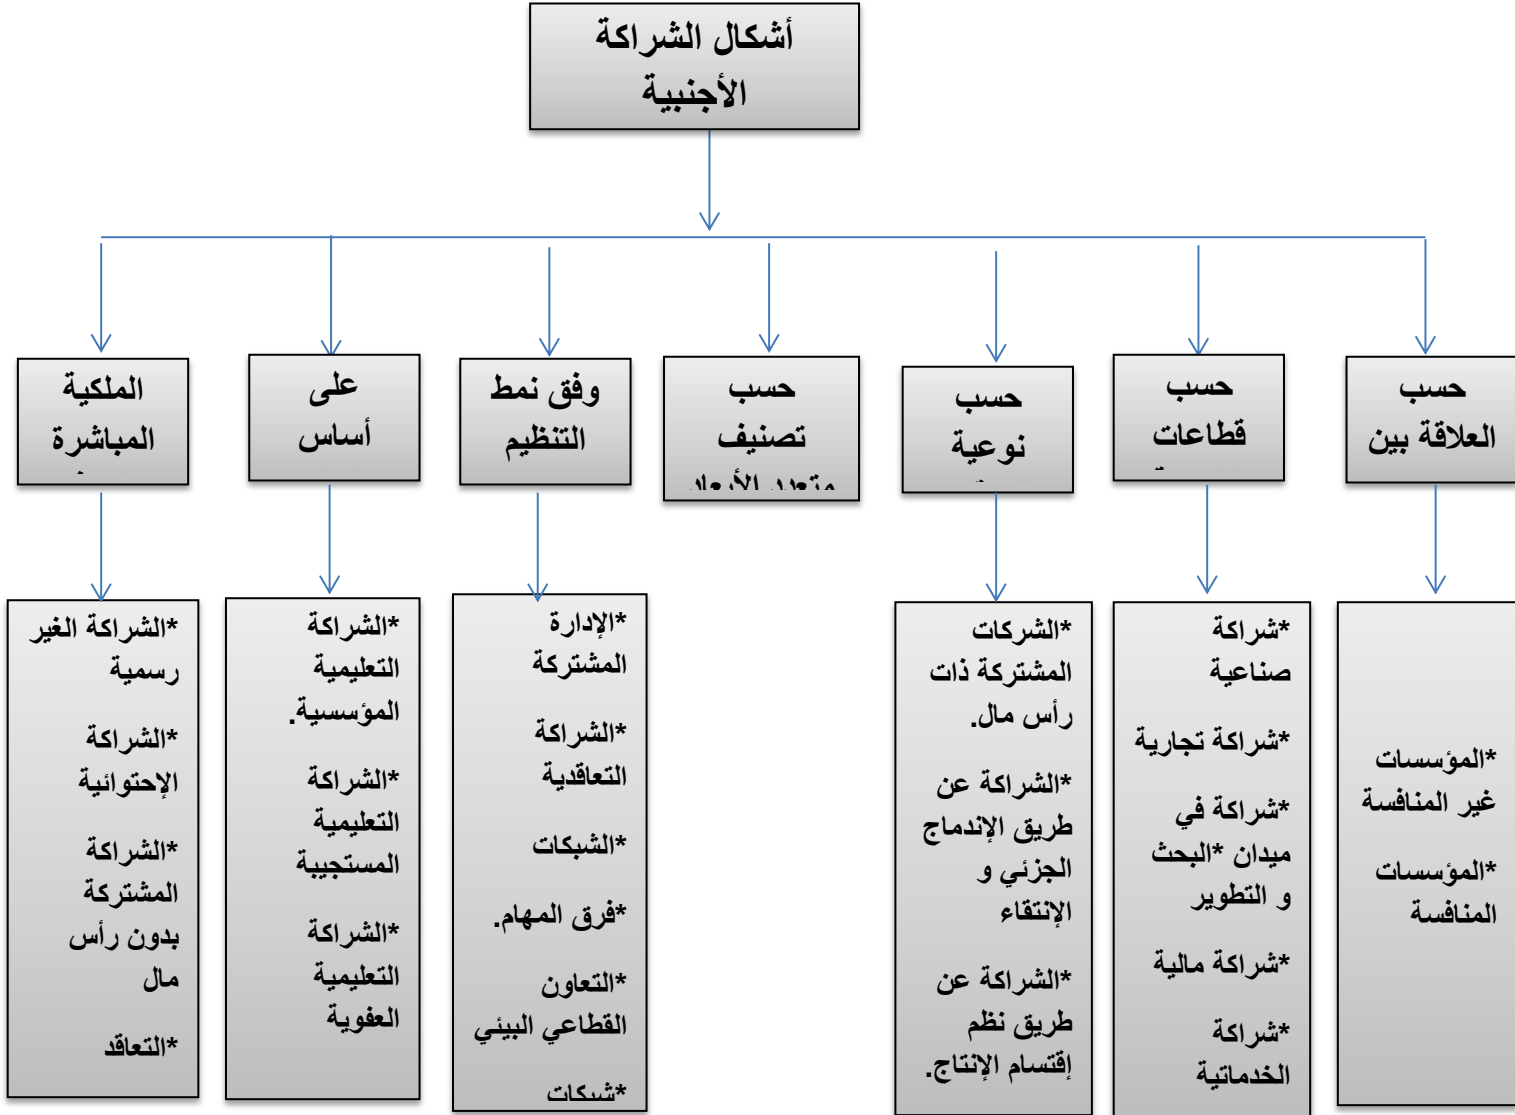 أشكال الشراكة
الأجنبية
حسب
العلاقة بين
حسب
قطاعات
حسب
نوعية
حسب
تصنيف
متعدد الأبعاد
وفق نمط
التنظيم
على
أساس
الملكية
المباشرة
*المؤسسات
غير المنافسة
*المؤسسات
المنافسة
*شراكة
صناعية
*شراكة تجارية
*شراكة في
ميدان *البحث
و التطوير
*شراكة مالية
*شراكة
الخدماتية
*الشركات
المشتركة ذات
رأس مال.
*الشراكة عن
طريق الإندماج
الجزئي و
الإنتقاء
*الشراكة عن
طريق نظم
إقتسام الإنتاج.
*الإدارة
المشتركة
*الشراكة
التعاقدية
*الشبكات
*فرق المهام.
*التعاون
القطاعي البيئي
*شبكات
*الشراكة
التعليمية
المؤسسية.
*الشراكة
التعليمية
المستجيبة
*الشراكة
التعليمية
العفوية
*الشراكة الغير
رسمية
*الشراكة
الإحتوائية
*الشراكة
المشتركة
بدون رأس
مال
*التعاقد